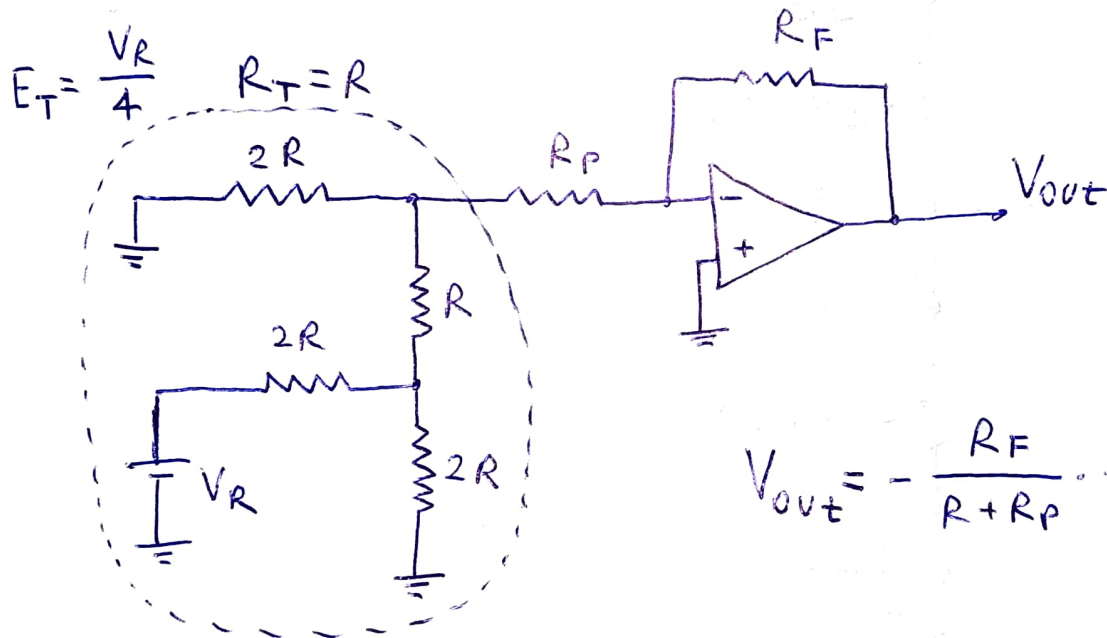 E_T = V_R / 4
R_T = R
R_F
2R
R_P
V_out
−
+
R
2R
V_R
2R
V_out = − R_F / (R + R_P) ··